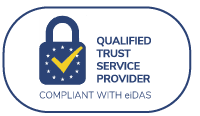 QUALIFIED
TRUST
SERVICE
PROVIDER
COMPLIANT WITH eiDAS